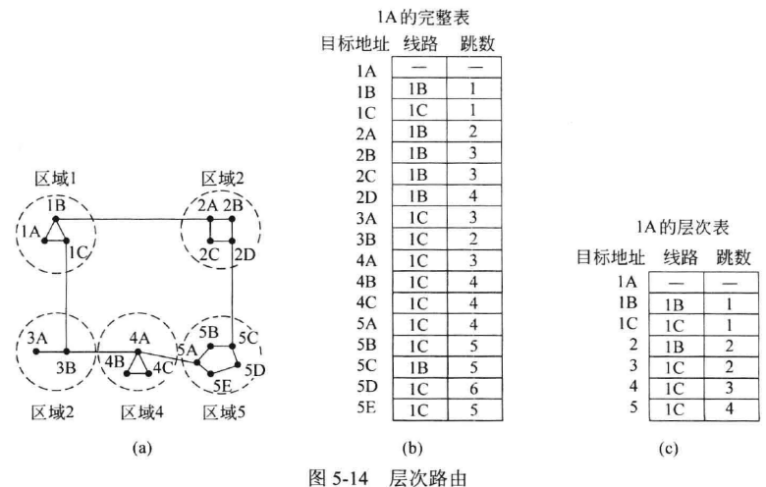 区域1 区域2
1B 2A 2B
1A 1C 2C 2D
3A 4A 5B 5C
3B 4B 4C 5A 5D
5E
区域2 区域4 区域5
(a)
1A的完整表
目标地址 线路 跳数
1A — —
1B 1B 1
1C 1C 1
2A 1B 2
2B 1B 3
2C 1B 3
2D 1B 4
3A 1C 3
3B 1C 2
4A 1C 3
4B 1C 4
4C 1C 4
5A 1C 4
5B 1C 5
5C 1B 5
5D 1C 6
5E 1C 5
(b)
1A的层次表
目标地址 线路 跳数
1A — —
1B 1B 1
1C 1C 1
2 1B 2
3 1C 2
4 1C 3
5 1C 4
(c)
图 5-14 层次路由